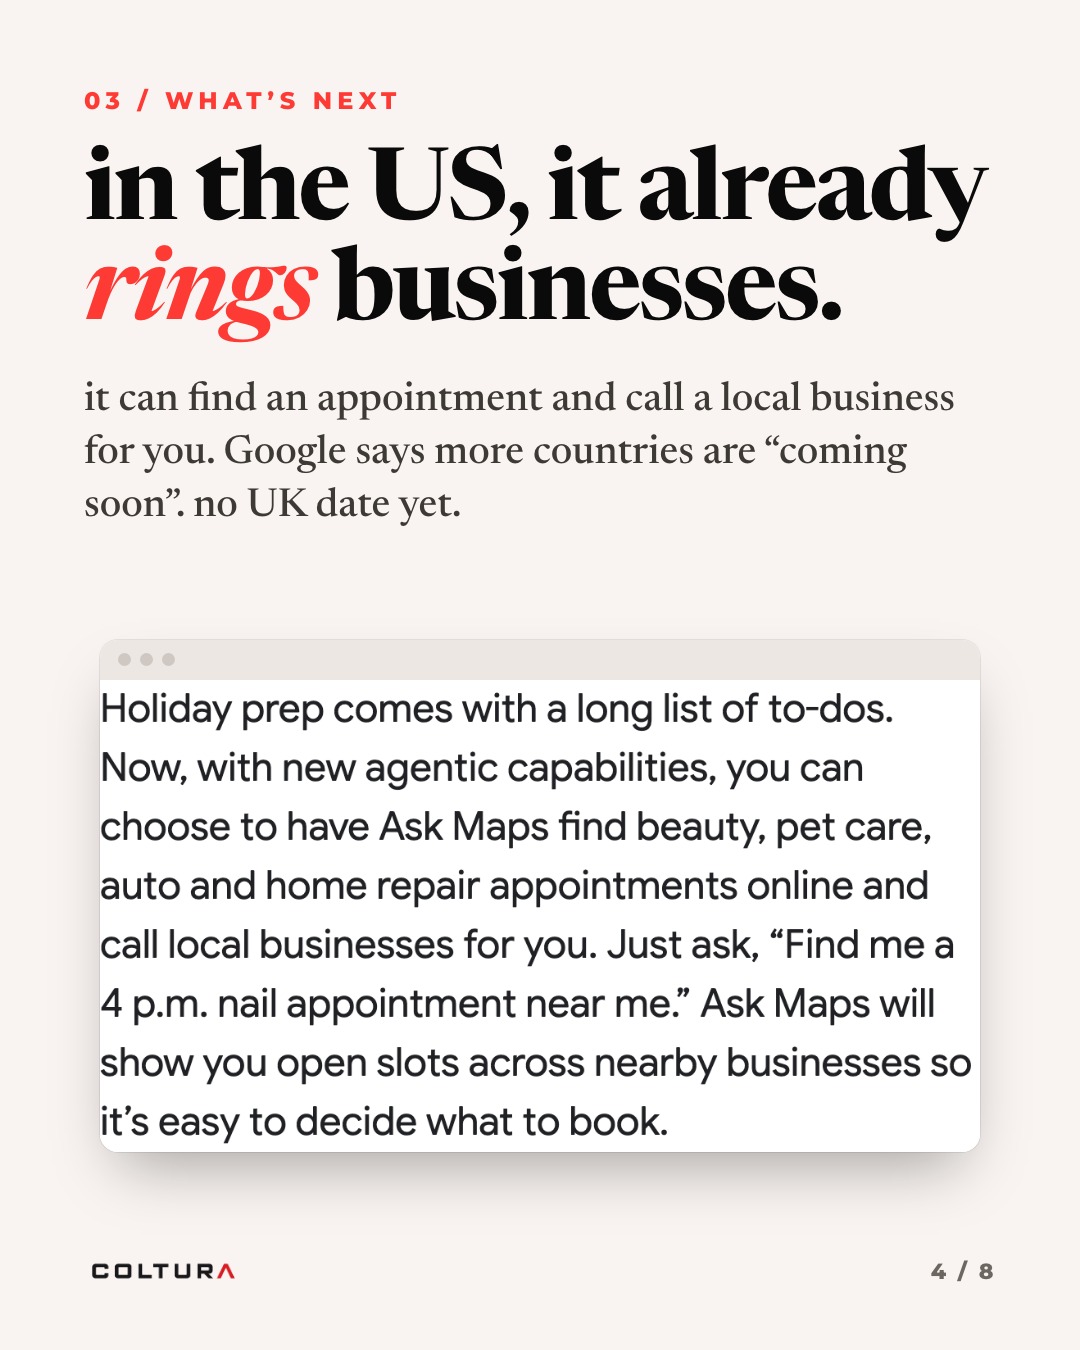 03 / WHAT’S NEXT
in the US, it already
rings businesses.
it can find an appointment and call a local business
for you. Google says more countries are “coming
soon”. no UK date yet.
Holiday prep comes with a long list of to-dos.
Now, with new agentic capabilities, you can
choose to have Ask Maps find beauty, pet care,
auto and home repair appointments online and
call local businesses for you. Just ask, “Find me a
4 p.m. nail appointment near me.” Ask Maps will
show you open slots across nearby businesses so
it’s easy to decide what to book.
COLTURA
4 / 8